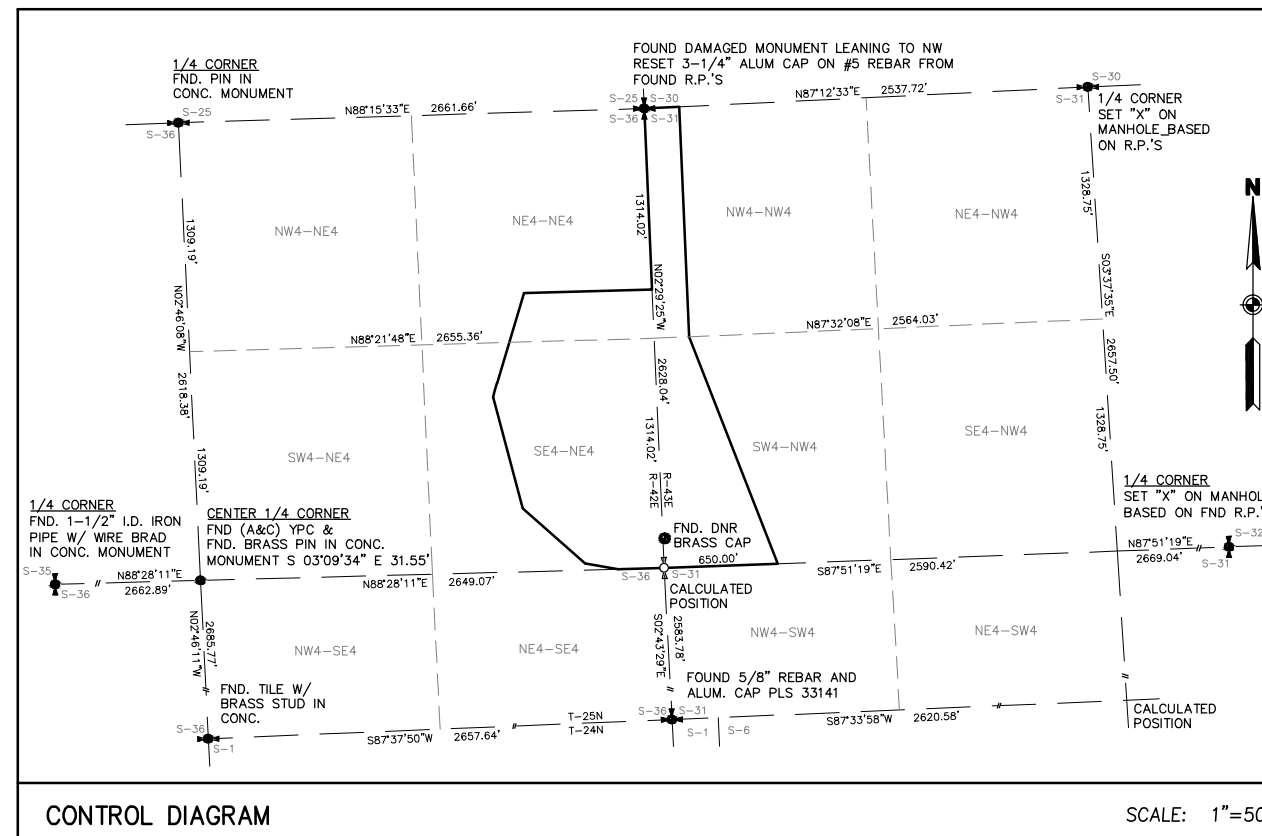 1/4 CORNER
FND. PIN IN
CONC. MONUMENT
FOUND DAMAGED MONUMENT LEANING TO NW
RESET 3-1/4" ALUM CAP ON #5 REBAR FROM
FOUND R.P.'S
S-25
S-36
N88°15'33"E 2661.66'
S-25 S-30
S-36 S-31
N87°12'33"E 2537.72'
S-30
S-31
1/4 CORNER
SET "X" ON
MANHOLE_BASED
ON R.P.'S
N
NW4-NE4
NE4-NE4
NW4-NW4
NE4-NW4
1309.19'
N02°46'08"W
2618.38'
1309.19'
1314.02'
N02°29'25"W
2628.04'
1314.02'
R-42E
R-43E
1328.75'
S03°37'35"E
2657.50'
1328.75'
N88°21'48"E 2655.36'
N87°32'08"E 2564.03'
SW4-NE4
SE4-NE4
SW4-NW4
SE4-NW4
1/4 CORNER
FND. 1-1/2" I.D. IRON
PIPE W/ WIRE BRAD
IN CONC. MONUMENT
CENTER 1/4 CORNER
FND (A&C) YPC &
FND. BRASS PIN IN CONC.
MONUMENT S 03°09'34" E 31.55'
FND. DNR
BRASS CAP
650.00'
1/4 CORNER
SET "X" ON
BASED ON FND
S-32
S-31
N87°51'19"E
2669.04'
S-35
S-36
N88°28'11"E
2662.89'
N88°28'11"E 2649.07'
S-36 S-31
CALCULATED
POSITION
S87°51'19"E 2590.42'
N02°46'11"W
2685.77'
S02°43'29"E
2583.78'
NW4-SE4
NE4-SE4
NW4-SW4
NE4-SW4
FND. TILE W/
BRASS STUD IN
CONC.
FOUND 5/8" REBAR AND
ALUM. CAP PLS 33141
S-36
S-1
S87°37'50"W 2657.64'
T-25N
T-24N
S-36 S-31
S-1 S-6
S87°33'58"W 2620.58'
CALCULATED
POSITION
CONTROL DIAGRAM
SCALE: 1"=50